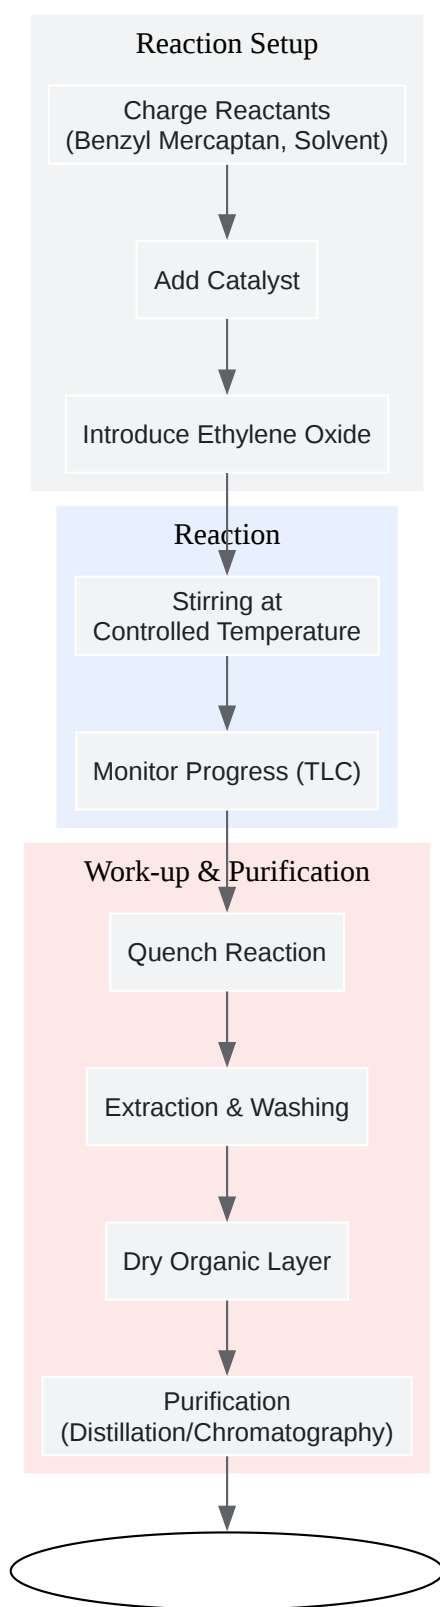 Reaction Setup
Charge Reactants
(Benzyl Mercaptan, Solvent)
Add Catalyst
Introduce Ethylene Oxide
Reaction
Stirring at
Controlled Temperature
Monitor Progress (TLC)
Work-up & Purification
Quench Reaction
Extraction & Washing
Dry Organic Layer
Purification
(Distillation/Chromatography)